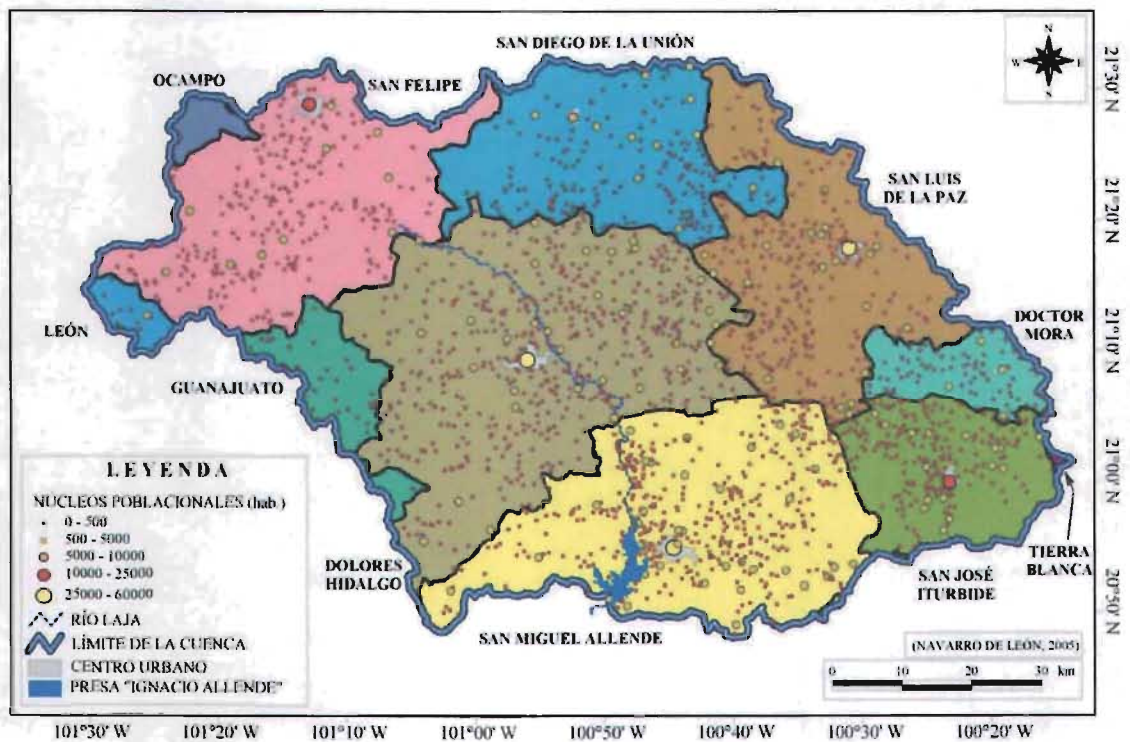 SAN DIEGO DE LA UNIÓN
OCAMPO
SAN FELIPE
N
W
E
21°30' N
SAN LUIS
DE LA PAZ
21°20' N
LEÓN
DOCTOR
MORA
21°10' N
GUANAJUATO
LEYENDA
NÚCLEOS POBLACIONALES (hab.)
0 - 500
500 - 5000
5000 - 10000
10000 - 25000
25000 - 60000
RÍO LAJA
LÍMITE DE LA CUENCA
CENTRO URBANO
PRESA "IGNACIO ALLENDE"
21°00' N
DOLORES
HIDALGO
SAN MIGUEL ALLENDE
SAN JOSÉ
ITURBIDE
TIERRA
BLANCA
20°50' N
(NAVARRO DE LEÓN, 2005)
0 10 20 30 km
101°30' W 101°20' W 101°10' W 101°00' W 100°50' W 100°40' W 100°30' W 100°20' W